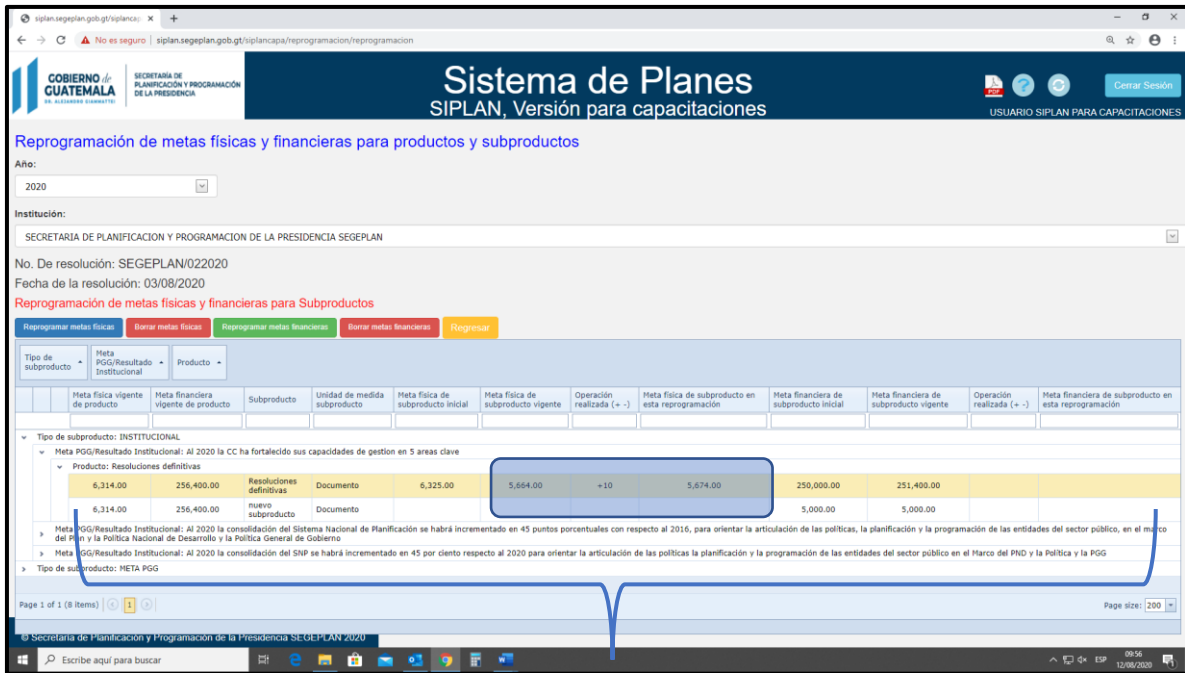 siplan.segeplan.gob.gt/siplancap
No es seguro | siplan.segeplan.gob.gt/siplancapa/reprogramacion/reprogramacion
GOBIERNO de GUATEMALA
DR. ALEJANDRO GIAMMATTEI
SECRETARÍA DE
PLANIFICACIÓN Y PROGRAMACIÓN
DE LA PRESIDENCIA
Sistema de Planes
SIPLAN, Versión para capacitaciones
PDF
?
Cerrar Sesión
USUARIO SIPLAN PARA CAPACITACIONES
Reprogramación de metas físicas y financieras para productos y subproductos
Año:
2020
Institución:
SECRETARIA DE PLANIFICACION Y PROGRAMACION DE LA PRESIDENCIA SEGEPLAN
No. De resolución: SEGEPLAN/022020
Fecha de la resolución: 03/08/2020
Reprogramación de metas físicas y financieras para Subproductos
Reprogramar metas físicas Borrar metas físicas Reprogramar metas financieras Borrar metas financieras Regresar
Tipo de subproducto Meta PGG/Resultado Institucional Producto
Meta física vigente de producto Meta financiera vigente de producto Subproducto Unidad de medida subproducto Meta física de subproducto inicial Meta física de subproducto vigente Operación realizada (+ -) Meta física de subproducto en esta reprogramación Meta financiera de subproducto inicial Meta financiera de subproducto vigente Operación realizada (+ -) Meta financiera de subproducto en esta reprogramación
Tipo de subproducto: INSTITUCIONAL
Meta PGG/Resultado Institucional: Al 2020 la CC ha fortalecido sus capacidades de gestion en 5 areas clave
Producto: Resoluciones definitivas
6,314.00 256,400.00 Resoluciones definitivas Documento 6,325.00 5,664.00 +10 5,674.00 250,000.00 251,400.00
6,314.00 256,400.00 nuevo subproducto Documento 5,000.00 5,000.00
Meta PGG/Resultado Institucional: Al 2020 la consolidación del Sistema Nacional de Planificación se habrá incrementado en 45 puntos porcentuales con respecto al 2016, para orientar la articulación de las políticas, la planificación y la programación de las entidades del sector público, en el marco
del Plan y la Política Nacional de Desarrollo y la Política General de Gobierno
Meta PGG/Resultado Institucional: Al 2020 la consolidación del SNP se habrá incrementado en 45 por ciento respecto al 2020 para orientar la articulación de las políticas la planificación y la programación de las entidades del sector público en el Marco del PND y la Política y la PGG
Tipo de subproducto: META PGG
Page 1 of 1 (8 items) 1 Page size: 200
© Secretaría de Planificación y Programación de la Presidencia SEGEPLAN 2020
Escribe aquí para buscar
ESP
09:56
12/08/2020